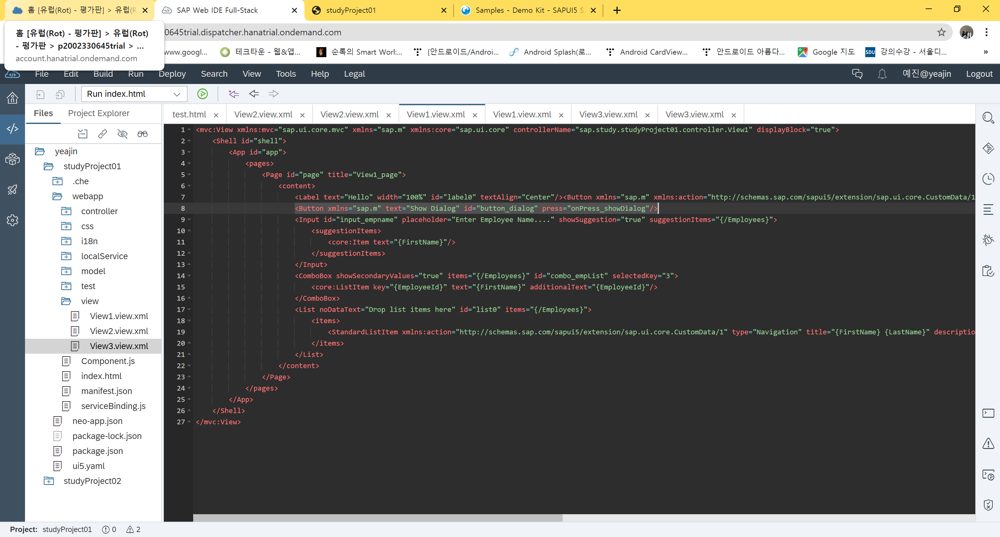 홈 [유럽(Rot) - 평가판] > 유럽(R
SAP Web IDE Full-Stack
studyProject01
Samples - Demo Kit - SAPUI5 S
홈 [유럽(Rot) - 평가판] > 유럽(Rot)
- 평가판 > p2002330645trial > ...
account.hanatrial.ondemand.com
0645trial.dispatcher.hanatrial.ondemand.com
www.googl...
테크타운 - 웹&앱...
순록의 Smart Worl:...
[안드로이드/Androi...
Android Splash(로...
Android CardView...
안드로이드 아름다...
Google 지도
SDU
강의수강 - 서울디...
»
File Edit Build Run Deploy Search View Tools Help Legal
예진@yeajin
Logout
Run index.html
Files
Project Explorer
test.html
View2.view.xml
View2.view.xml
View1.view.xml
View1.view.xml
View3.view.xml
View3.view.xml
yeajin
studyProject01
.che
webapp
controller
css
i18n
localService
model
test
view
View1.view.xml
View2.view.xml
View3.view.xml
Component.js
index.html
manifest.json
serviceBinding.js
neo-app.json
package-lock.json
package.json
ui5.yaml
studyProject02
1 <mvc:View xmlns:mvc="sap.ui.core.mvc" xmlns="sap.m" xmlns:core="sap.ui.core" controllerName="sap.study.studyProject01.controller.View1" displayBlock="true">
2 <Shell id="shell">
3 <App id="app">
4 <pages>
5 <Page id="page" title="View1_page">
6 <content>
7 <Label text="Hello" width="100%" id="label0" textAlign="Center"/><Button xmlns="sap.m" xmlns:action="http://schemas.sap.com/sapui5/extension/sap.ui.core.CustomData/1
8 <Button xmlns="sap.m" text="Show Dialog" id="button_dialog" press="onPress_showDialog"/>
9 <Input id="input_empname" placeholder="Enter Employee Name...." showSuggestion="true" suggestionItems="{/Employees}">
10 <suggestionItems>
11 <core:Item text="{FirstName}"/>
12 </suggestionItems>
13 </Input>
14 <ComboBox showSecondaryValues="true" items="{/Employees}" id="combo_empList" selectedKey="3">
15 <core:ListItem key="{EmployeeId}" text="{FirstName}" additionalText="{EmployeeId}"/>
16 </ComboBox>
17 <List noDataText="Drop list items here" id="list0" items="{/Employees}">
18 <items>
19 <StandardListItem xmlns:action="http://schemas.sap.com/sapui5/extension/sap.ui.core.CustomData/1" type="Navigation" title="{FirstName} {LastName}" descriptio
20 </items>
21 </List>
22 </content>
23 </Page>
24 </pages>
25 </App>
26 </Shell>
27 </mvc:View>
Project: studyProject01 0 2